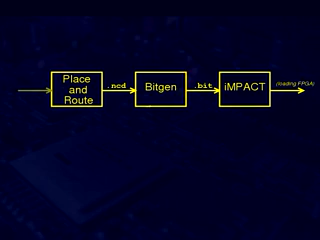 Place
and
Route
.ncd
Bitgen
.bit
iMPACT
(loading FPGA)